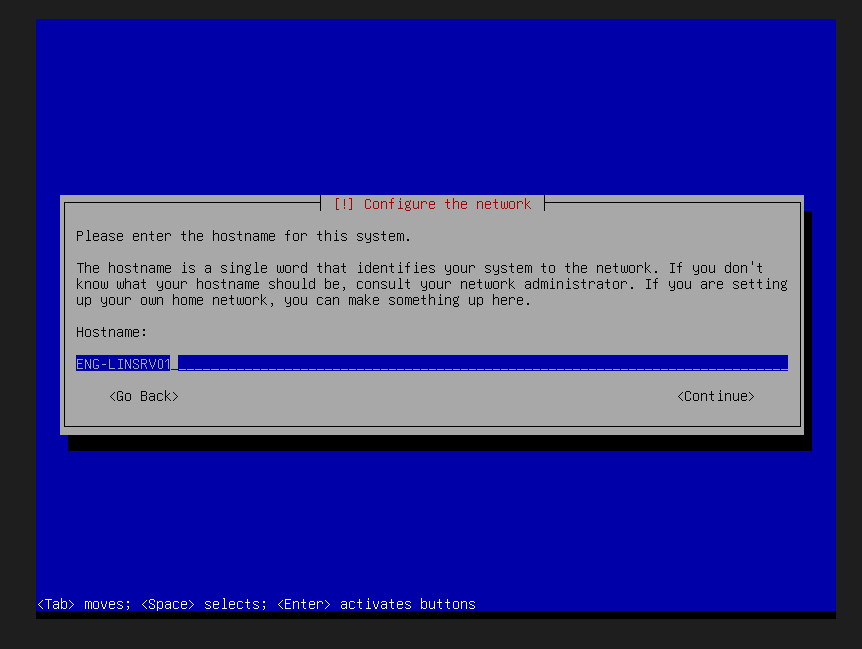 [!] Configure the network
Please enter the hostname for this system.
The hostname is a single word that identifies your system to the network. If you don't
know what your hostname should be, consult your network administrator. If you are setting
up your own home network, you can make something up here.
Hostname:
ENG-LINSRV01
<Go Back> <Continue>
<Tab> moves; <Space> selects; <Enter> activates buttons